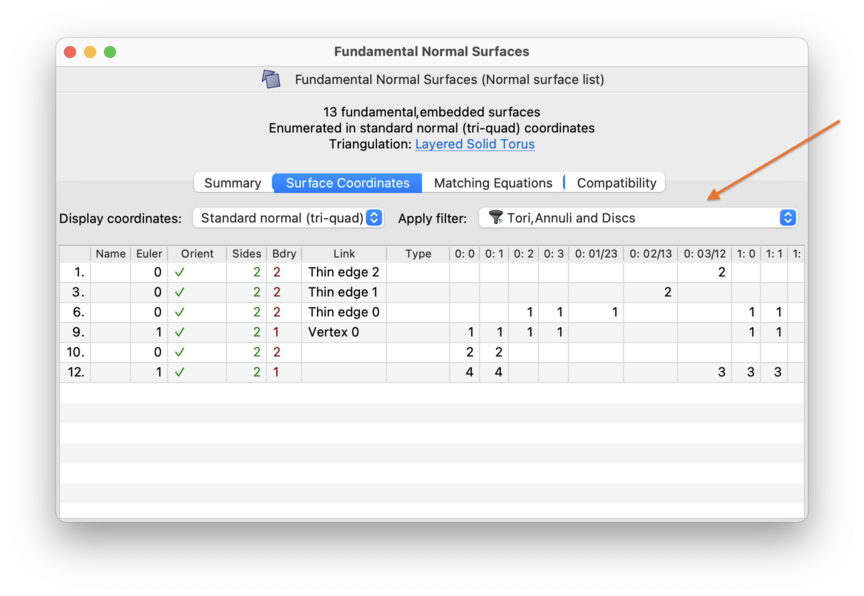 Fundamental Normal Surfaces
Fundamental Normal Surfaces (Normal surface list)
13 fundamental,embedded surfaces
Enumerated in standard normal (tri-quad) coordinates
Triangulation: Layered Solid Torus
Summary Surface Coordinates Matching Equations Compatibility
Display coordinates: Standard normal (tri-quad) Apply filter: Tori,Annuli and Discs
Name Euler Orient Sides Bdry Link Type 0: 0 0: 1 0: 2 0: 3 0: 01/23 0: 02/13 0: 03/12 1: 0 1: 1 1:
1. 0 ✓ 2 2 Thin edge 2 2
3. 0 ✓ 2 2 Thin edge 1 2
6. 0 ✓ 2 2 Thin edge 0 1 1 1 1 1
9. 1 ✓ 2 1 Vertex 0 1 1 1 1 1 1
10. 0 ✓ 2 2 2 2
12. 1 ✓ 2 1 4 4 3 3 3